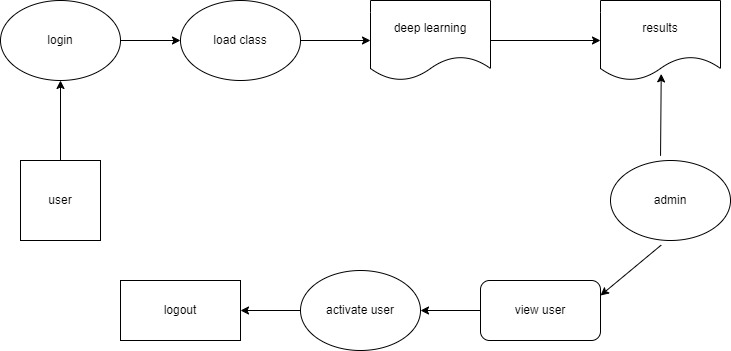 login
load class
deep learning
results
user
admin
logout
activate user
view user